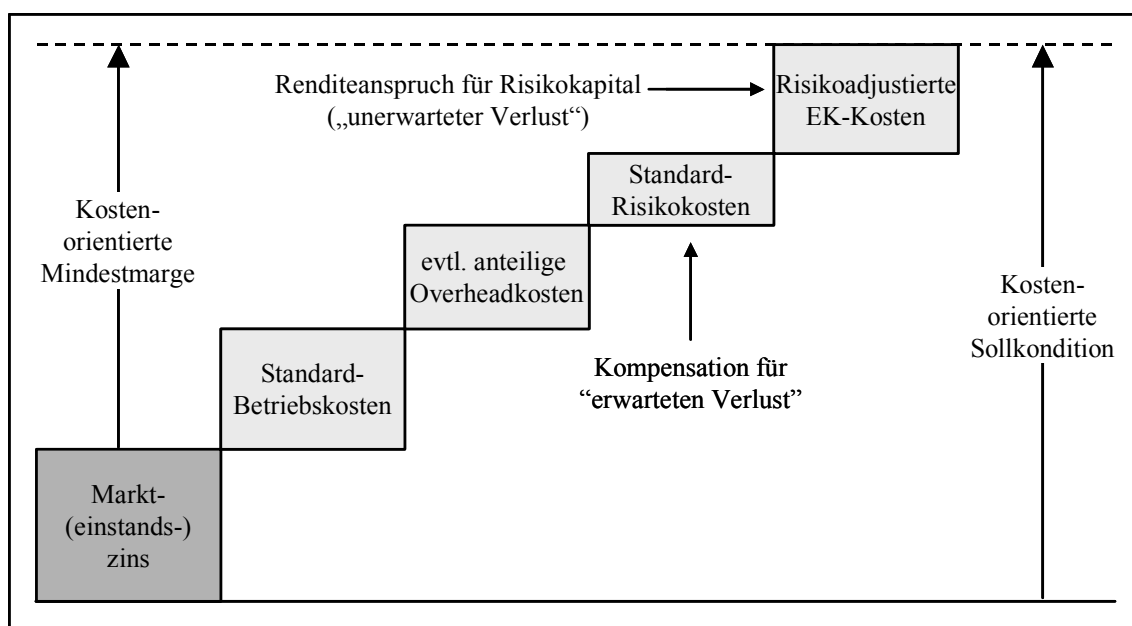 Renditeanspruch für Risikokapital
(„unerwarteter Verlust“)
Risikoadjustierte
EK-Kosten
Standard-
Risikokosten
Kosten-
orientierte
Mindestmarge
evtl. anteilige
Overheadkosten
Kosten-
orientierte
Sollkondition
Standard-
Betriebskosten
Kompensation für
“erwarteten Verlust”
Markt-
(einstands-)
zins